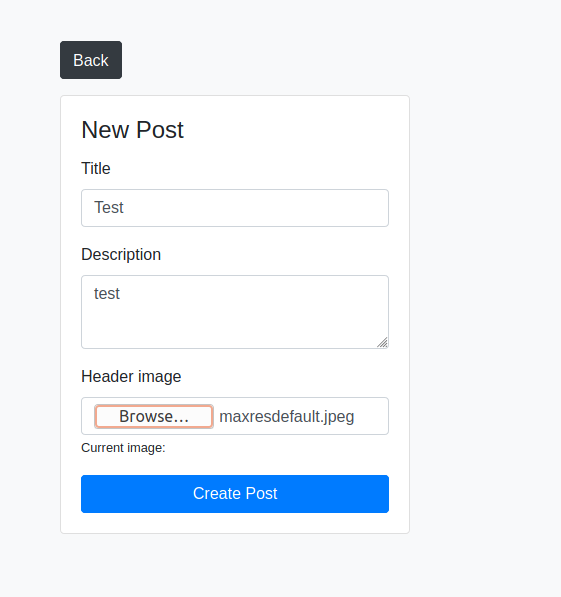 Back
New Post
Title
Test
Description
test
Header image
Browse... maxresdefault.jpeg
Current image:
Create Post